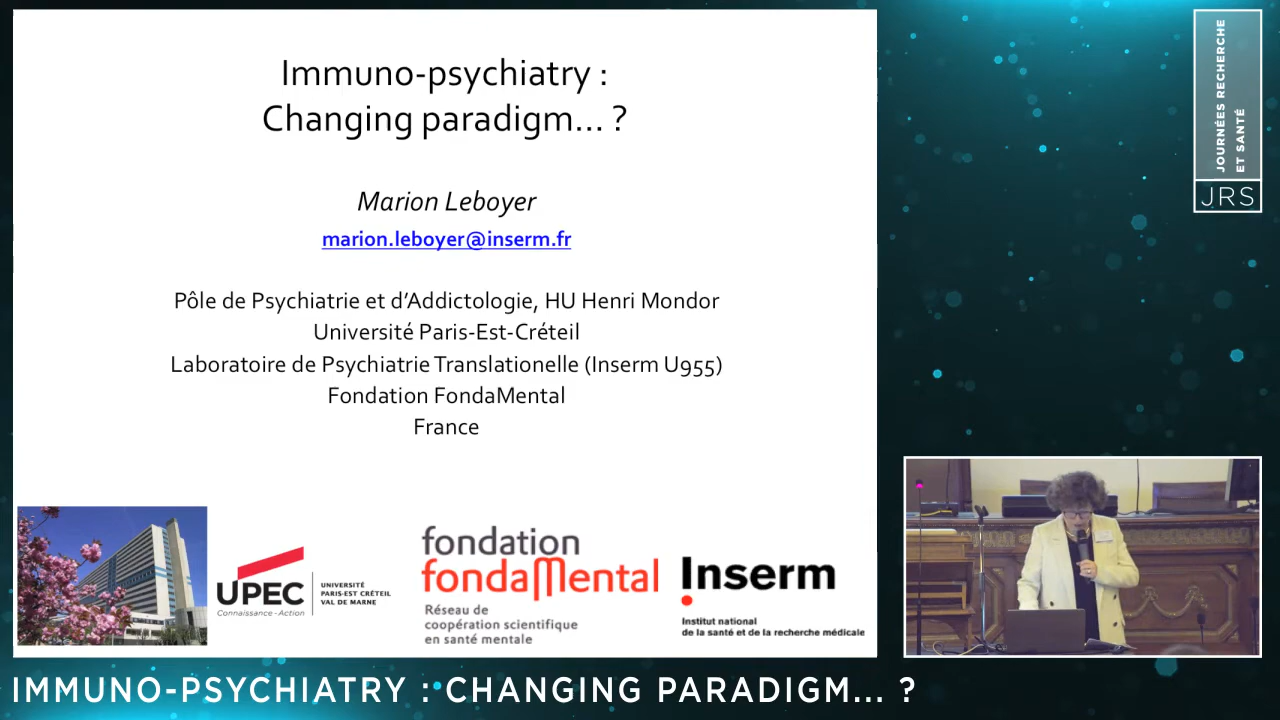 Immuno-psychiatry :
Changing paradigm... ?
Marion Leboyer
marion.leboyer@inserm.fr
Pôle de Psychiatrie et d'Addictologie, HU Henri Mondor
Université Paris-Est-Créteil
Laboratoire de Psychiatrie Translationelle (Inserm U955)
Fondation FondaMental
France
UPEC
Connaissance - Action
UNIVERSITÉ
PARIS-EST CRÉTEIL
VAL DE MARNE
fondation
fondaMental
Réseau de
coopération scientifique
en santé mentale
Inserm
Institut national
de la santé et de la recherche médicale
JOURNÉES RECHERCHE
ET SANTÉ
JRS
IMMUNO-PSYCHIATRY : CHANGING PARADIGM... ?